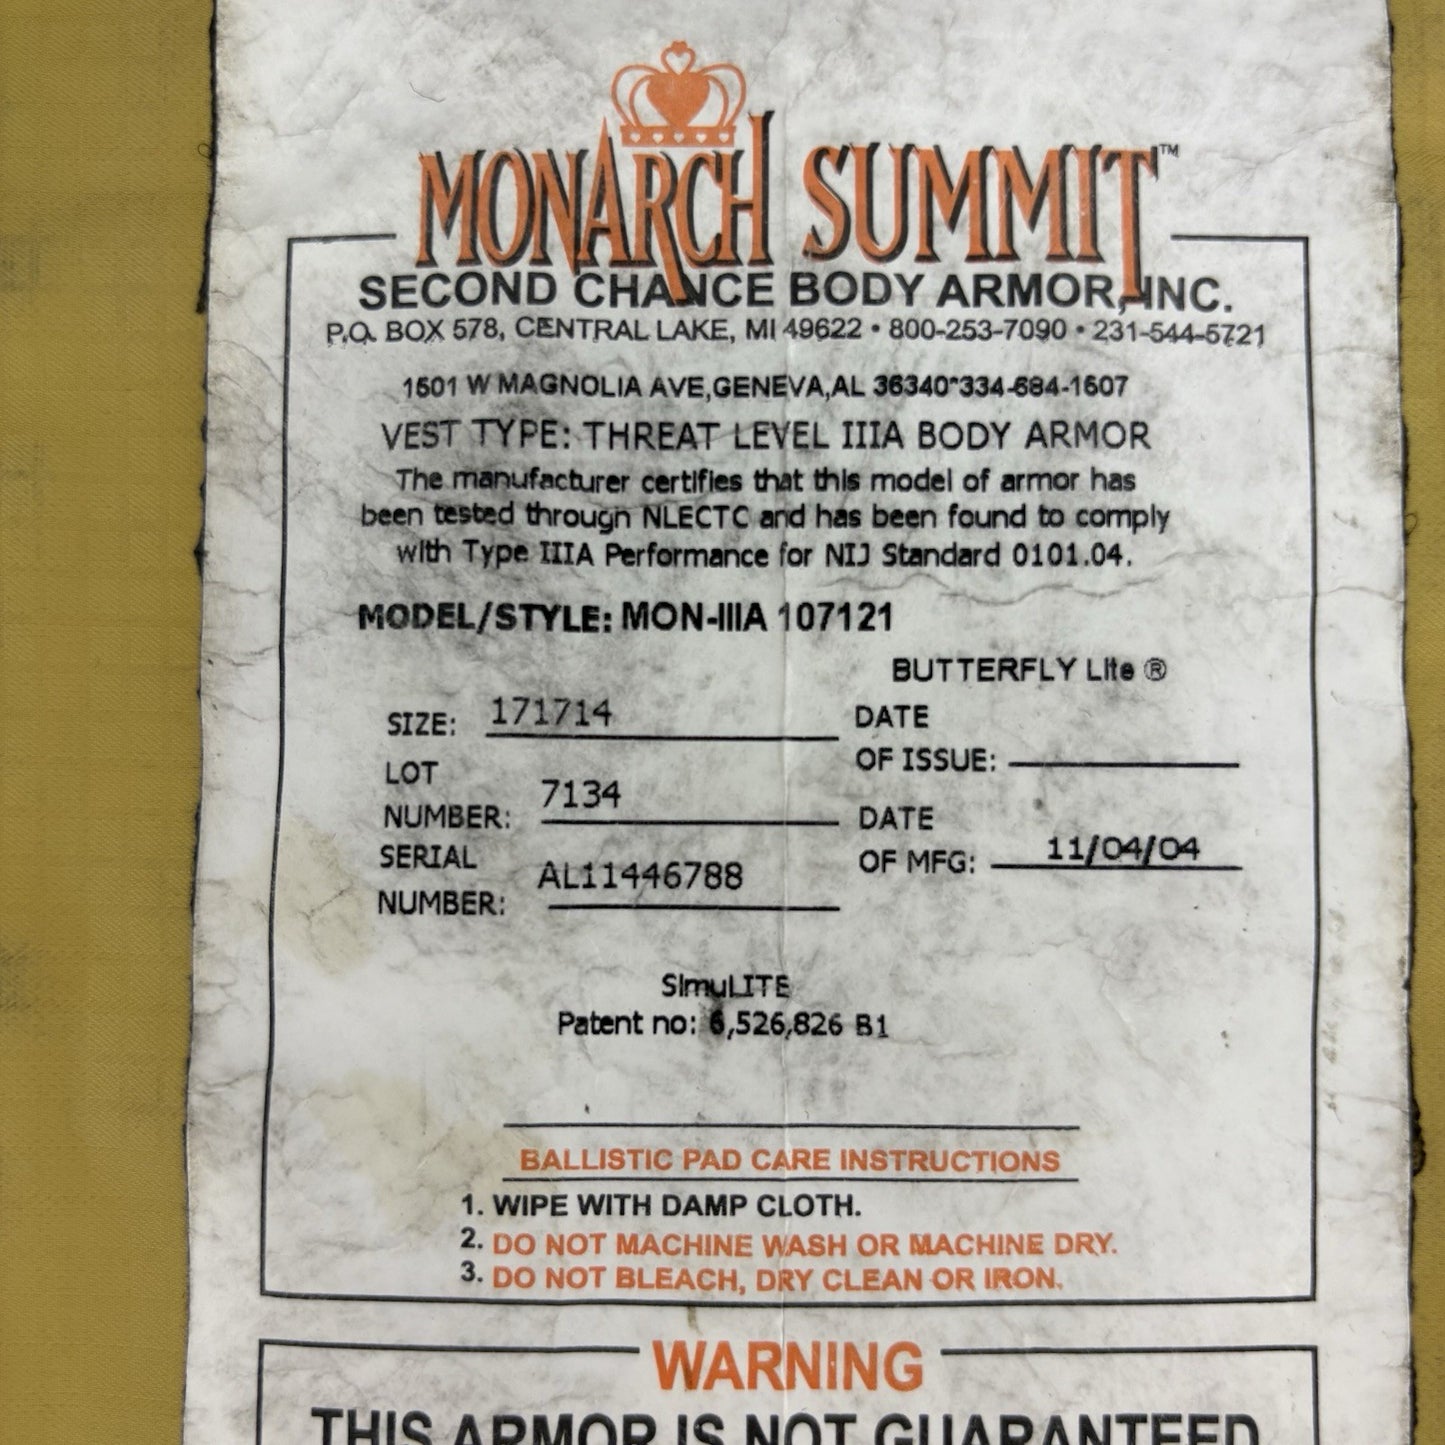 MONARCH SUMMIT™
SECOND CHANCE BODY ARMOR, INC.
P.O. BOX 578, CENTRAL LAKE, MI 49622 • 800-253-7090 • 231-544-5721
1501 W MAGNOLIA AVE,GENEVA,AL 36340*334-684-1507
VEST TYPE: THREAT LEVEL IIIA BODY ARMOR
The manufacturer certifies that this model of armor has
been tested through NLECTC and has been found to comply
with Type IIIA Performance for NIJ Standard 0101.04.
MODEL/STYLE: MON-IIIA 107121
BUTTERFLY Lite ®
SIZE: 171714
DATE
OF ISSUE:
LOT
NUMBER: 7134
DATE
OF MFG: 11/04/04
SERIAL
NUMBER: AL11446788
SimuLITE
Patent no: 6,526,826 B1
BALLISTIC PAD CARE INSTRUCTIONS
1. WIPE WITH DAMP CLOTH.
2. DO NOT MACHINE WASH OR MACHINE DRY.
3. DO NOT BLEACH, DRY CLEAN OR IRON.
WARNING
THIS ARMOR IS NOT GUARANTEED